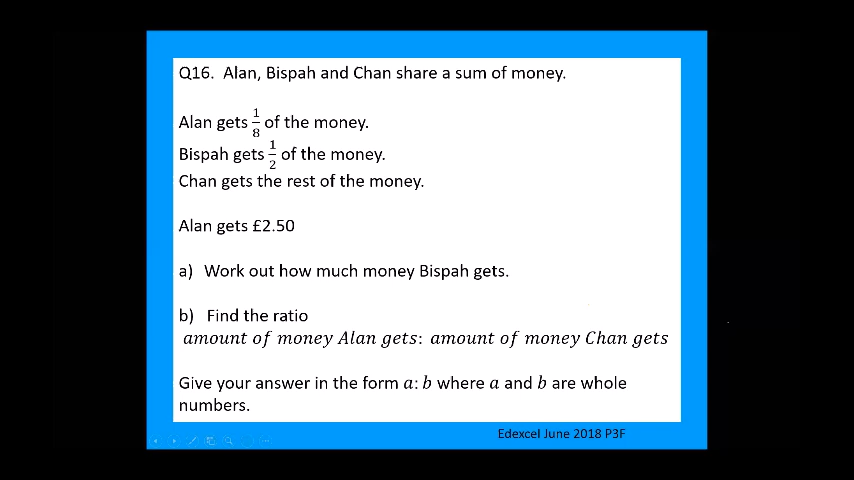 Q16. Alan, Bispah and Chan share a sum of money.
Alan gets 1/8 of the money.
Bispah gets 1/2 of the money.
Chan gets the rest of the money.
Alan gets £2.50
a) Work out how much money Bispah gets.
b) Find the ratio
amount of money Alan gets: amount of money Chan gets
Give your answer in the form a: b where a and b are whole
numbers.
Edexcel June 2018 P3F